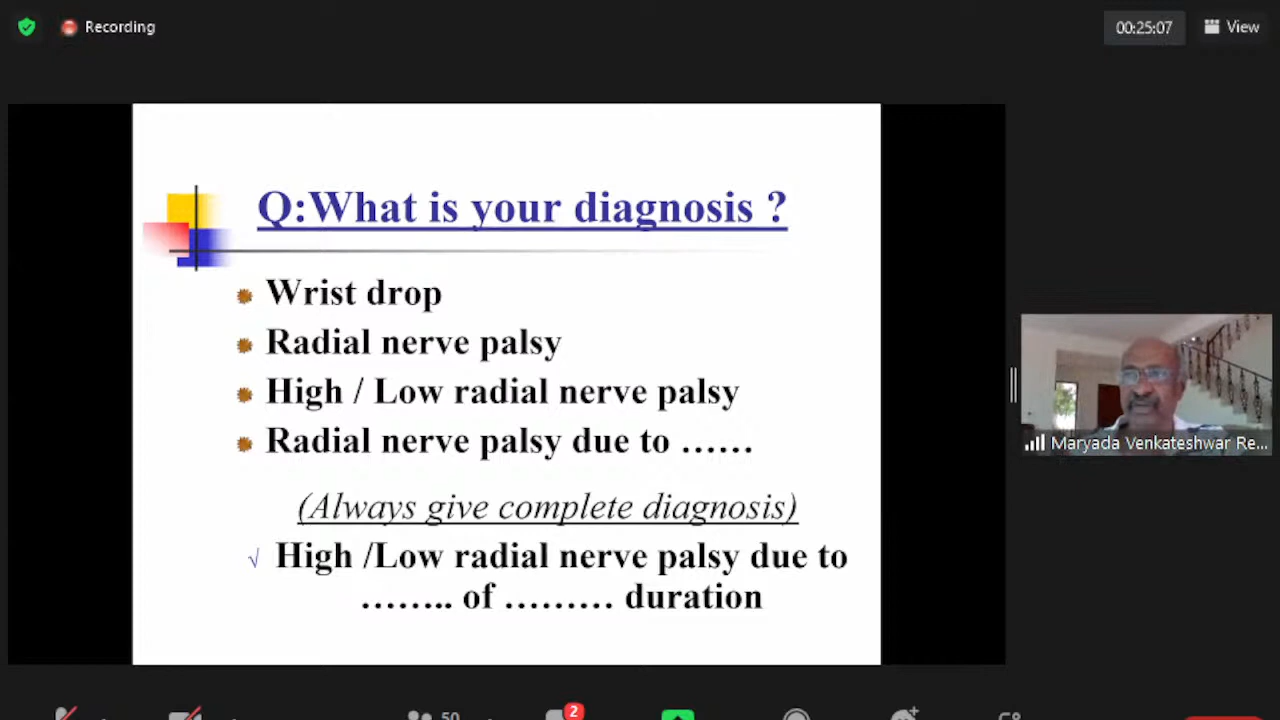 Recording
00:25:07
View
Q:What is your diagnosis ?
Wrist drop
Radial nerve palsy
High / Low radial nerve palsy
Radial nerve palsy due to ……
(Always give complete diagnosis)
√ High /Low radial nerve palsy due to
…….. of ……… duration
Maryada Venkateshwar Re...
50
2